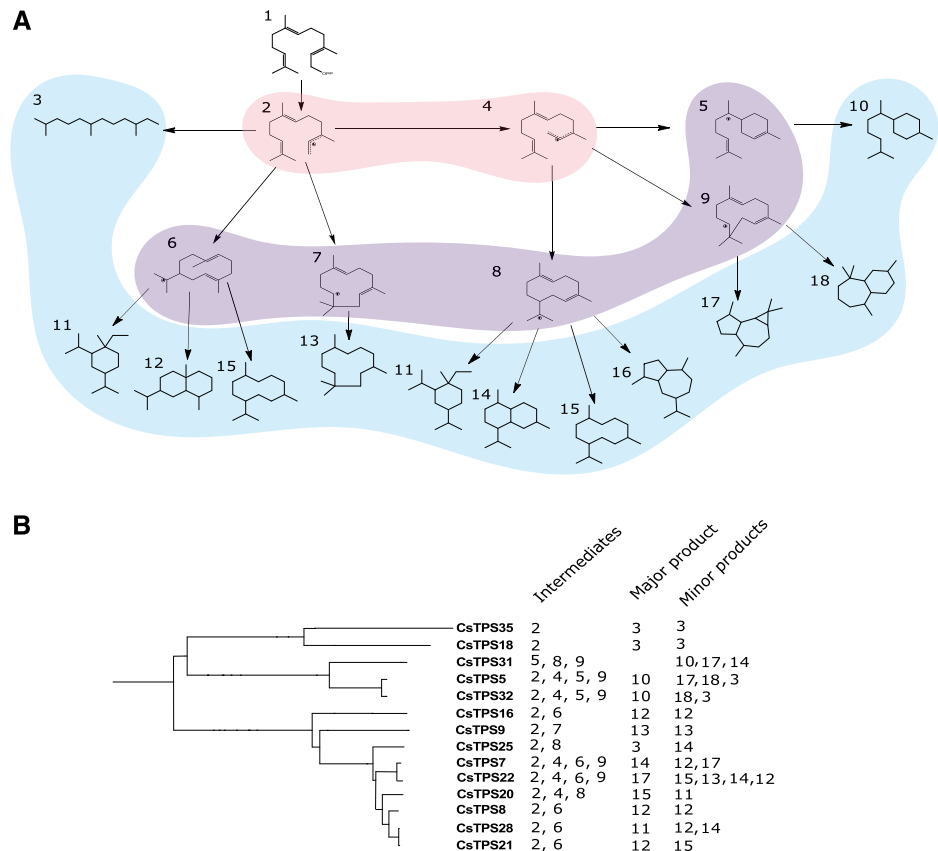 A
1
OPP
2
3
4
5
10
9
6
7
8
18
17
11
12
15
13
11
14
15
16
B
Intermediates
Major product
Minor products
CsTPS35 2 3 3
CsTPS18 2 3 3
CsTPS31 5, 8, 9 10,17,14
CsTPS5 2, 4, 5, 9 10 17,18, 3
CsTPS32 2, 4, 5, 9 10 18,3
CsTPS16 2, 6 12 12
CsTPS9 2, 7 13 13
CsTPS25 2, 8 3 14
CsTPS7 2, 4, 6, 9 14 12,17
CsTPS22 2, 4, 6, 9 17 15,13,14,12
CsTPS20 2, 4, 8 15 11
CsTPS8 2, 6 12 12
CsTPS28 2, 6 11 12,14
CsTPS21 2, 6 12 15